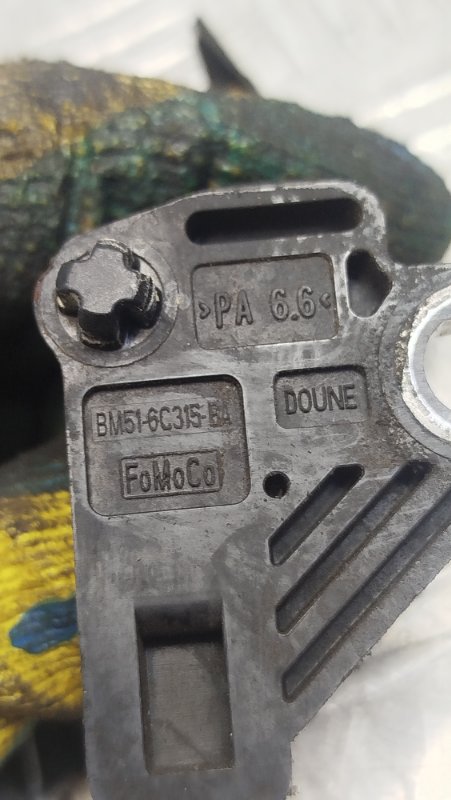 >PA 6.6<
BM51-6C315-BA
DOUNE
FoMoCo